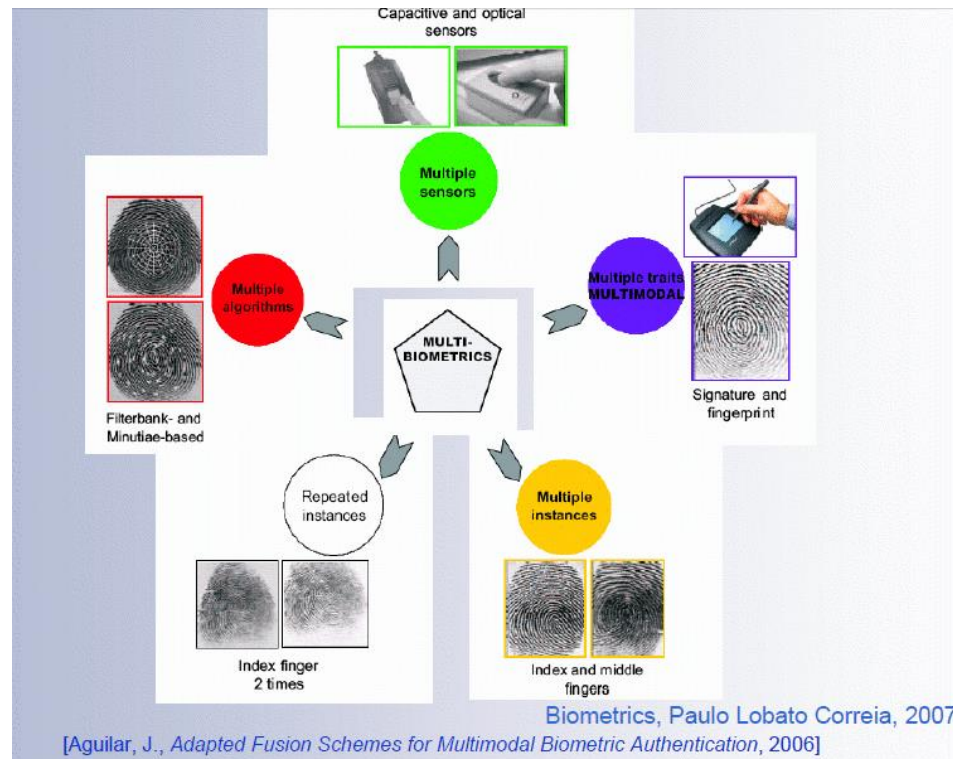 Capacitive and optical
sensors
Multiple
sensors
Multiple
algorithms
Multiple traits
MULTIMODAL
MULTI-
BIOMETRICS
Filterbank- and
Minutiae-based
Signature and
fingerprint
Repeated
instances
Multiple
instances
Index finger
2 times
Index and middle
fingers
Biometrics, Paulo Lobato Correia, 2007
[Aguilar, J., Adapted Fusion Schemes for Multimodal Biometric Authentication, 2006]